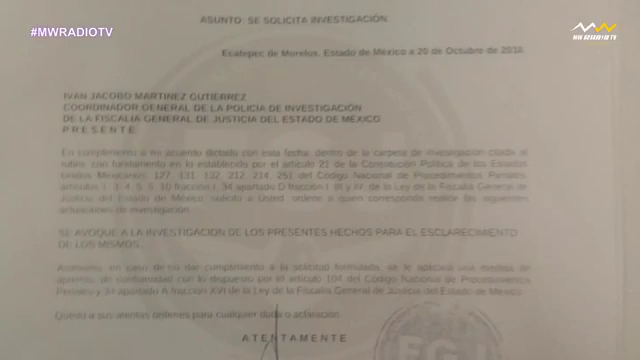 #MWRADIOTV
MW RADIO TV
ASUNTO: SE SOLICITA INVESTIGACIÓN.
Ecatepec de Morelos, Estado de México a 20 de Octubre de 2018
IVAN JACOBO MARTINEZ GUTIERREZ
COORDINADOR GENERAL DE LA POLICIA DE INVESTIGACIÓN
DE LA FISCALIA GENERAL DE JUSTICIA DEL ESTADO DE MÉXICO
P R E S E N T E
En cumplimiento a mi acuerdo dictado con esta fecha, dentro de la carpeta de investigación citada al
rubro, con fundamento en lo establecido por el artículo 21 de la Constitución Política de los Estados
Unidos Mexicanos, 127, 131, 132, 212, 214, 251 del Código Nacional de Procedimientos Penales,
artículos 1, 3, 4, 5, 6, 10 fracción I, 34 apartado D fracción I, III y IV, de la Ley de la Fiscalía General de
Justicia del Estado de México, solicito a Usted, ordene a quien corresponda realice las siguientes
actuaciones de investigación.
SE AVOQUE A LA INVESTIGACIÓN DE LOS PRESENTES HECHOS PARA EL ESCLARECIMIENTO
DE LOS MISMOS.
Asimismo, en caso de no dar cumplimiento a la solicitud formulada, se le aplicara una medida de
apremio, de conformidad con lo dispuesto por el artículo 104 del Código Nacional de Procedimientos
Penales y 34 apartado A fracción XVI de la Ley de la Fiscalía General de Justicia del Estado de México.
Quedo a sus atentas ordenes para cualquier duda o aclaración.
A T E N T A M E N T E
FGJ